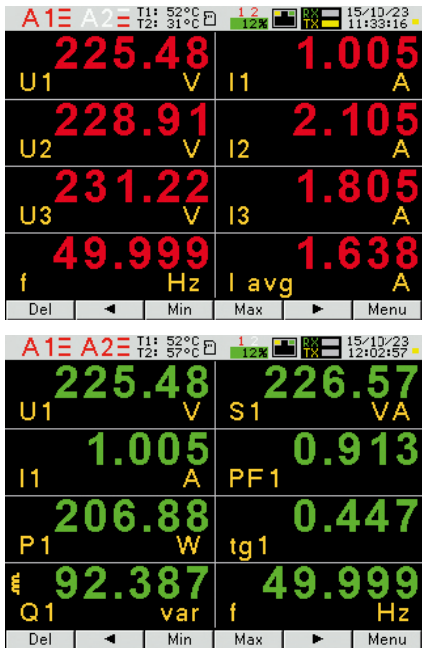 A1 A2 T1: 52°C T2: 31°C 1 2 12% RX TX 15/10/23 11:33:16
225.48 1.005
U1 V I1 A
228.91 2.105
U2 V I2 A
231.22 1.805
U3 V I3 A
49.999 1.638
f Hz I avg A
Del ◄ Min Max ► Menu
A1 A2 T1: 52°C T2: 57°C 1 2 12% RX TX 15/10/23 12:02:57
225.48 226.57
U1 V S1 VA
1.005 0.913
I1 A PF1
206.88 0.447
P1 W tg1
92.387 49.999
Q1 var f Hz
Del ◄ Min Max ► Menu